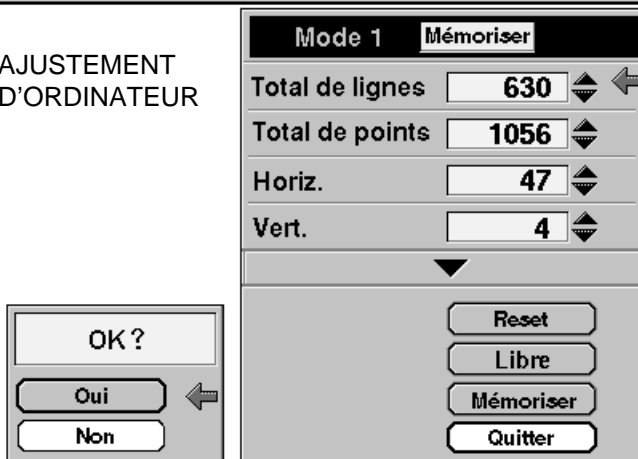 Mode 1 Mémoriser
AJUSTEMENT
D'ORDINATEUR
Total de lignes 630
Total de points 1056
Horiz. 47
Vert. 4
Reset
Libre
Mémoriser
Quitter
OK ?
Oui
Non